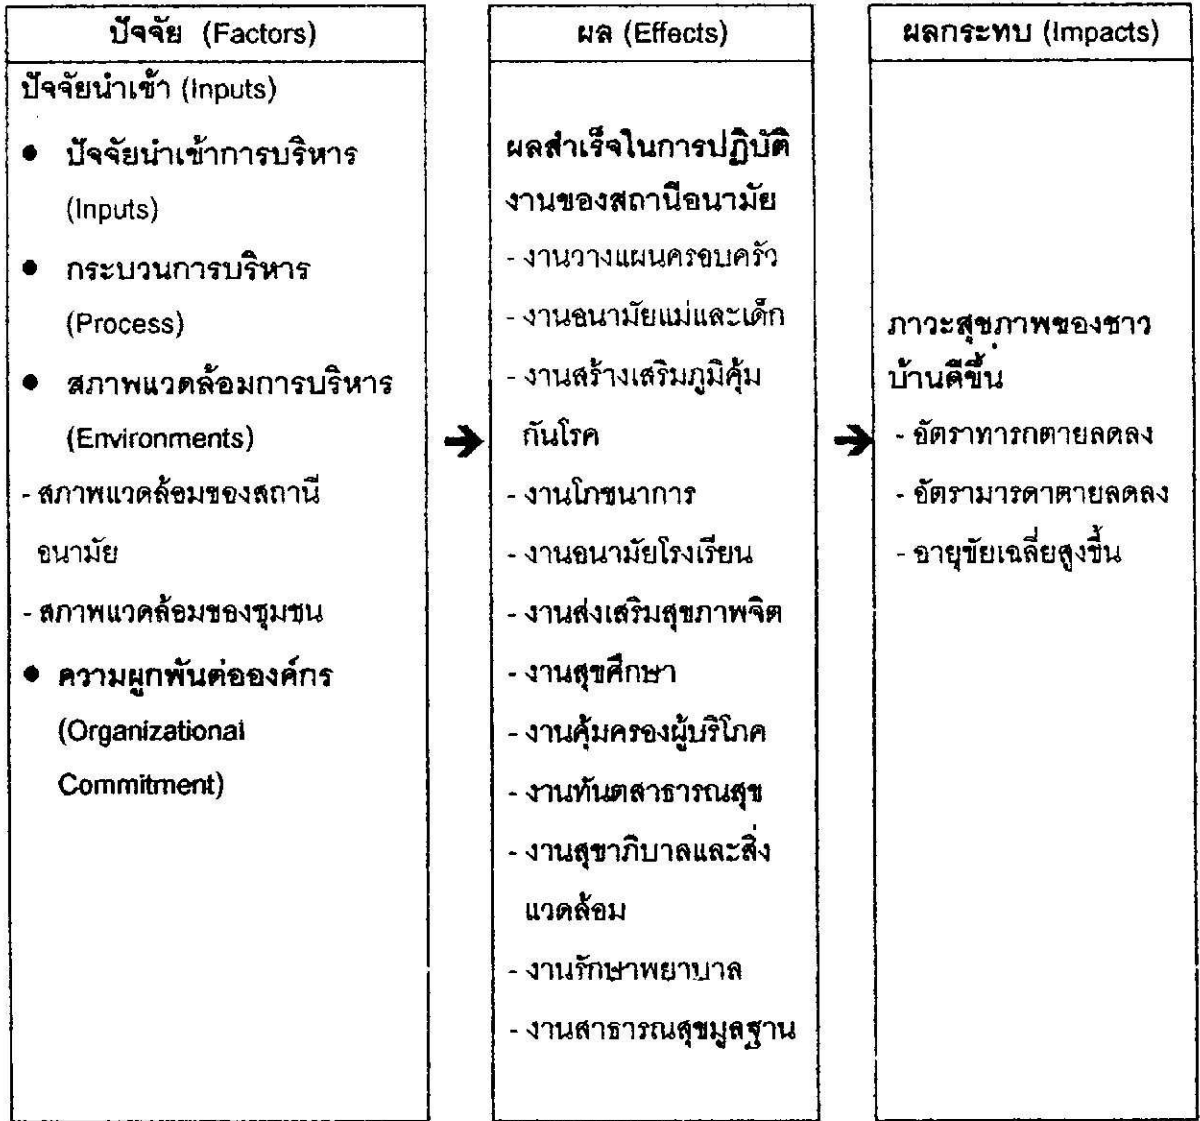 ปัจจัย (Factors)
ปัจจัยนำเข้า (Inputs)
● ปัจจัยนำเข้าการบริหาร
(Inputs)
● กระบวนการบริหาร
(Process)
● สภาพแวดล้อมการบริหาร
(Environments)
- สภาพแวดล้อมของสถานี
อนามัย
- สภาพแวดล้อมของชุมชน
● ความผูกพันต่อองค์กร
(Organizational
Commitment)
➔
ผล (Effects)
ผลสำเร็จในการปฏิบัติ
งานของสถานีอนามัย
- งานวางแผนครอบครัว
- งานอนามัยแม่และเด็ก
- งานสร้างเสริมภูมิคุ้ม
กันโรค
- งานโภชนาการ
- งานอนามัยโรงเรียน
- งานส่งเสริมสุขภาพจิต
- งานสุขศึกษา
- งานคุ้มครองผู้บริโภค
- งานทันตสาธารณสุข
- งานสุขาภิบาลและสิ่ง
แวดล้อม
- งานรักษาพยาบาล
- งานสาธารณสุขมูลฐาน
➔
ผลกระทบ (Impacts)
ภาวะสุขภาพของชาว
บ้านดีขึ้น
- อัตราทารกตายลดลง
- อัตรามารดาตายลดลง
- อายุขัยเฉลี่ยสูงขึ้น